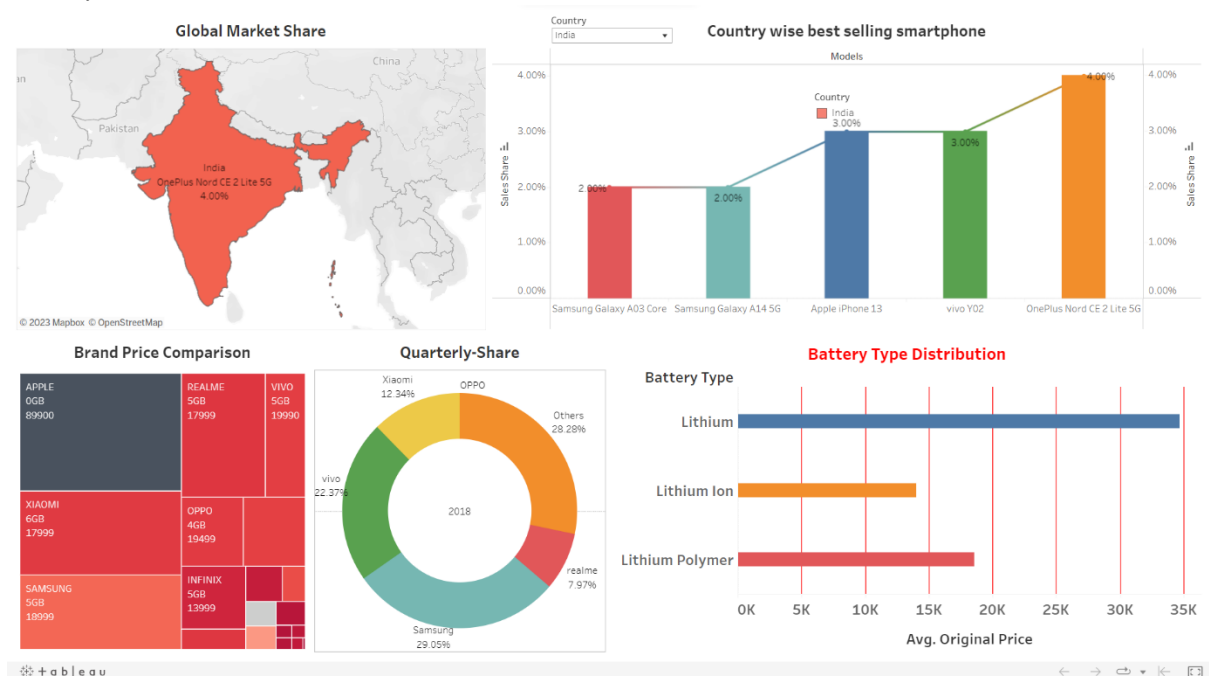 Global Market Share
China
an
Pakistan
India
OnePlus Nord CE 2 Lite 5G
4.00%
© 2023 Mapbox © OpenStreetMap
Country
India
Country wise best selling smartphone
Models
Sales Share
4.00%
3.00%
2.00%
1.00%
0.00%
Country
India
2.00%
2.00%
3.00%
3.00%
4.00%
4.00%
3.00%
2.00%
1.00%
0.00%
Sales Share
Samsung Galaxy A03 Core
Samsung Galaxy A14 5G
Apple iPhone 13
vivo Y02
OnePlus Nord CE 2 Lite 5G
Brand Price Comparison
APPLE
0GB
89900
REALME
5GB
17999
VIVO
5GB
19990
XIAOMI
6GB
17999
OPPO
4GB
19499
SAMSUNG
5GB
18999
INFINIX
5GB
13999
Quarterly-Share
Xiaomi
12.34%
OPPO
Others
28.28%
vivo
22.37%
2018
realme
7.97%
Samsung
29.05%
Battery Type Distribution
Battery Type
Lithium
Lithium Ion
Lithium Polymer
0K 5K 10K 15K 20K 25K 30K 35K
Avg. Original Price
+ a b | e a u